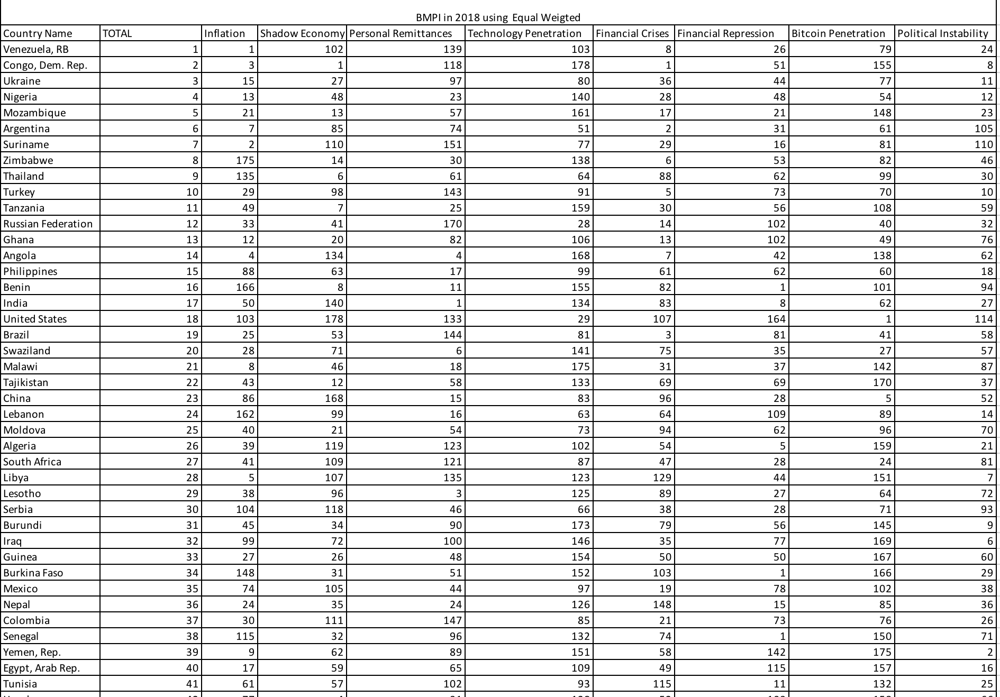 BMPI in 2018 using Equal Weigted
Country Name TOTAL Inflation Shadow Economy Personal Remittances Technology Penetration Financial Crises Financial Repression Bitcoin Penetration Political Instability
Venezuela, RB 1 1 102 139 103 8 26 79 24
Congo, Dem. Rep. 2 3 1 118 178 1 51 155 8
Ukraine 3 15 27 97 80 36 44 77 11
Nigeria 4 13 48 23 140 28 48 54 12
Mozambique 5 21 13 57 161 17 21 148 23
Argentina 6 7 85 74 51 2 31 61 105
Suriname 7 2 110 151 77 29 16 81 110
Zimbabwe 8 175 14 30 138 6 53 82 46
Thailand 9 135 6 61 64 88 62 99 30
Turkey 10 29 98 143 91 5 73 70 10
Tanzania 11 49 7 25 159 30 56 108 59
Russian Federation 12 33 41 170 28 14 102 40 32
Ghana 13 12 20 82 106 13 102 49 76
Angola 14 4 134 4 168 7 42 138 62
Philippines 15 88 63 17 99 61 62 60 18
Benin 16 166 8 11 155 82 1 101 94
India 17 50 140 1 134 83 8 62 27
United States 18 103 178 133 29 107 164 1 114
Brazil 19 25 53 144 81 3 81 41 58
Swaziland 20 28 71 6 141 75 35 27 57
Malawi 21 8 46 18 175 31 37 142 87
Tajikistan 22 43 12 58 133 69 69 170 37
China 23 86 168 15 83 96 28 5 52
Lebanon 24 162 99 16 63 64 109 89 14
Moldova 25 40 21 54 73 94 62 96 70
Algeria 26 39 119 123 102 54 5 159 21
South Africa 27 41 109 121 87 47 28 24 81
Libya 28 5 107 135 123 129 44 151 7
Lesotho 29 38 96 3 125 89 27 64 72
Serbia 30 104 118 46 66 38 28 71 93
Burundi 31 45 34 90 173 79 56 145 9
Iraq 32 99 72 100 146 35 77 169 6
Guinea 33 27 26 48 154 50 50 167 60
Burkina Faso 34 148 31 51 152 103 1 166 29
Mexico 35 74 105 44 97 19 78 102 38
Nepal 36 24 35 24 126 148 15 85 36
Colombia 37 30 111 147 85 21 73 76 26
Senegal 38 115 32 96 132 74 1 150 71
Yemen, Rep. 39 9 62 89 151 58 142 175 2
Egypt, Arab Rep. 40 17 59 65 109 49 115 157 16
Tunisia 41 61 57 102 93 115 11 132 25